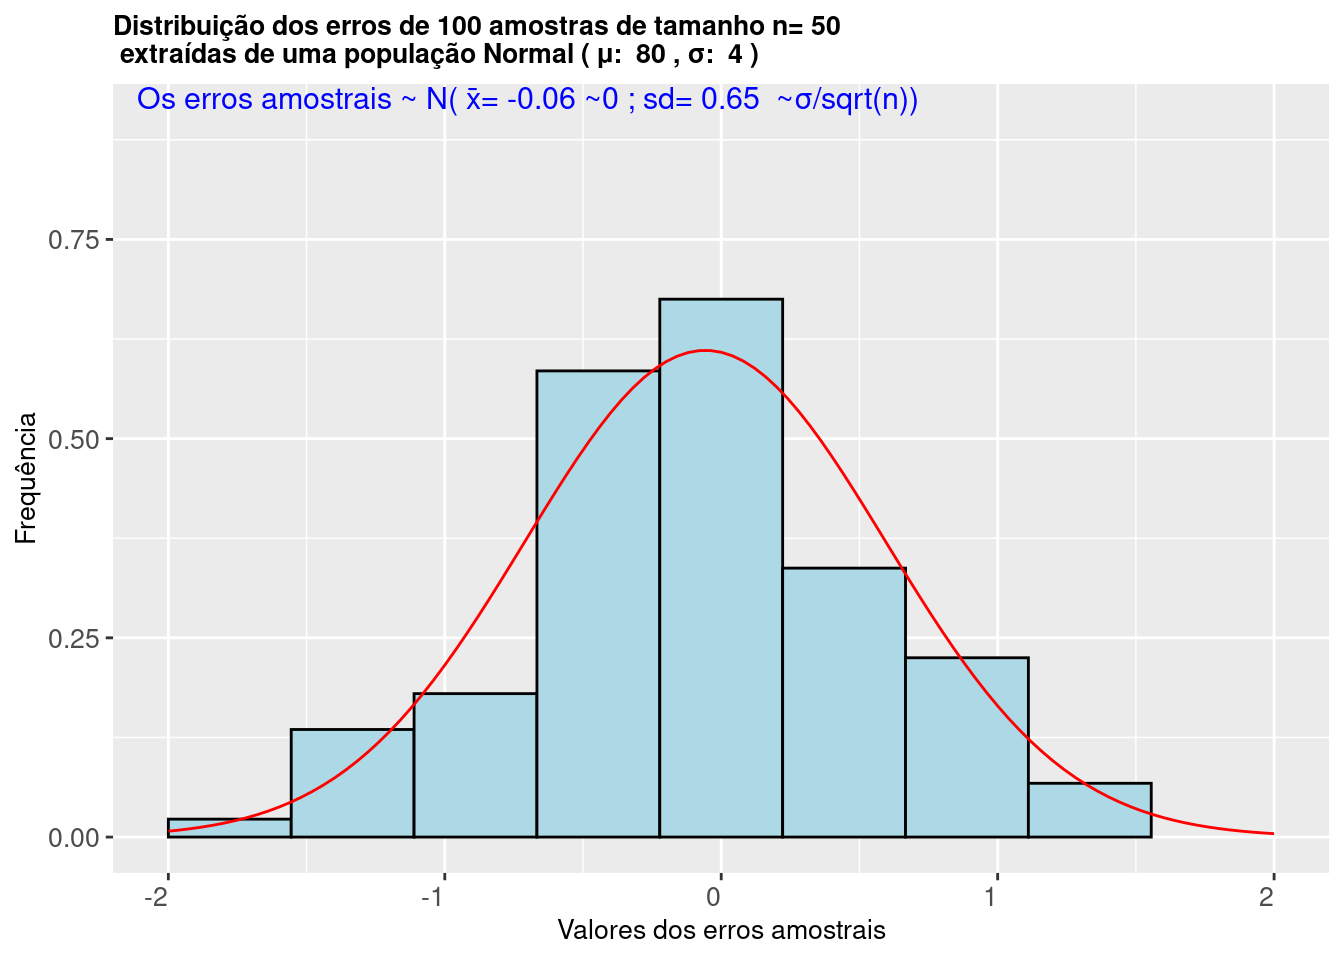 Distribuição dos erros de 100 amostras de tamanho n= 50
extraídas de uma população Normal ( μ:  80 , σ:  4 )
Os erros amostrais ~ N( x̄= -0.06 ~0 ; sd= 0.65  ~σ/sqrt(n))
Frequência
0.75
0.50
0.25
0.00
-2
-1
0
1
2
Valores dos erros amostrais